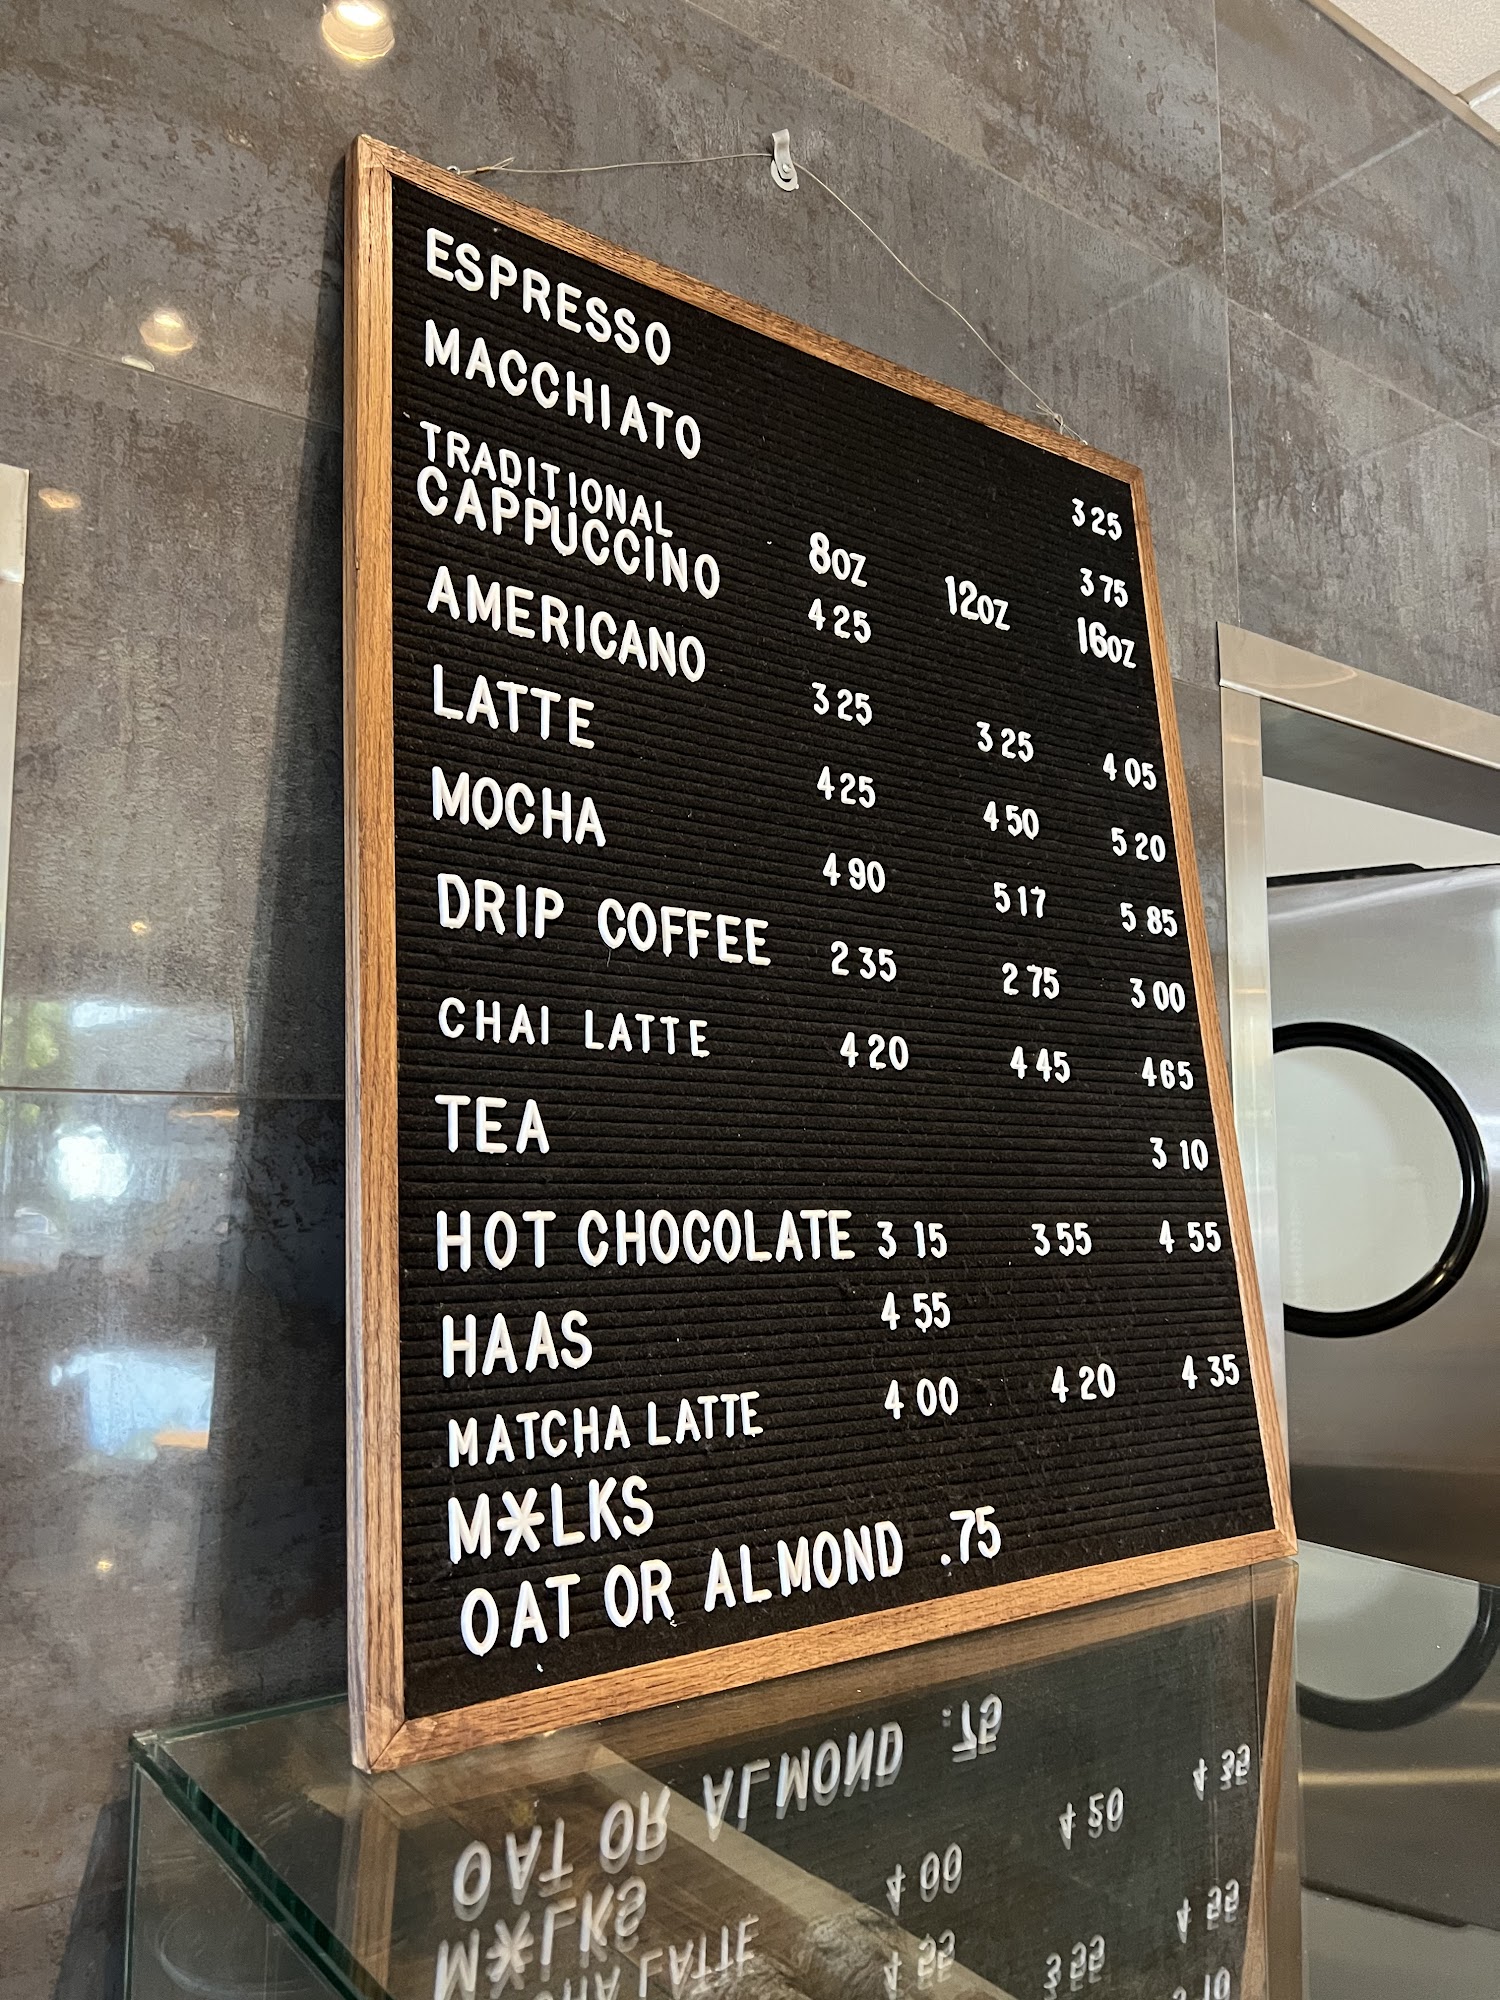 ESPRESSO 3 25
MACCHIATO 3 75
TRADITIONAL 8OZ 12OZ 16OZ
CAPPUCCINO 4 25
AMERICANO 3 25 3 25 4 05
LATTE 4 25 4 50 5 20
MOCHA 4 90 5 17 5 85
DRIP COFFEE 2 35 2 75 3 00
CHAI LATTE 4 20 4 45 4 65
TEA 3 10
HOT CHOCOLATE 3 15 3 55 4 55
HAAS 4 55
MATCHA LATTE 4 00 4 20 4 35
M*LKS
OAT OR ALMOND .75